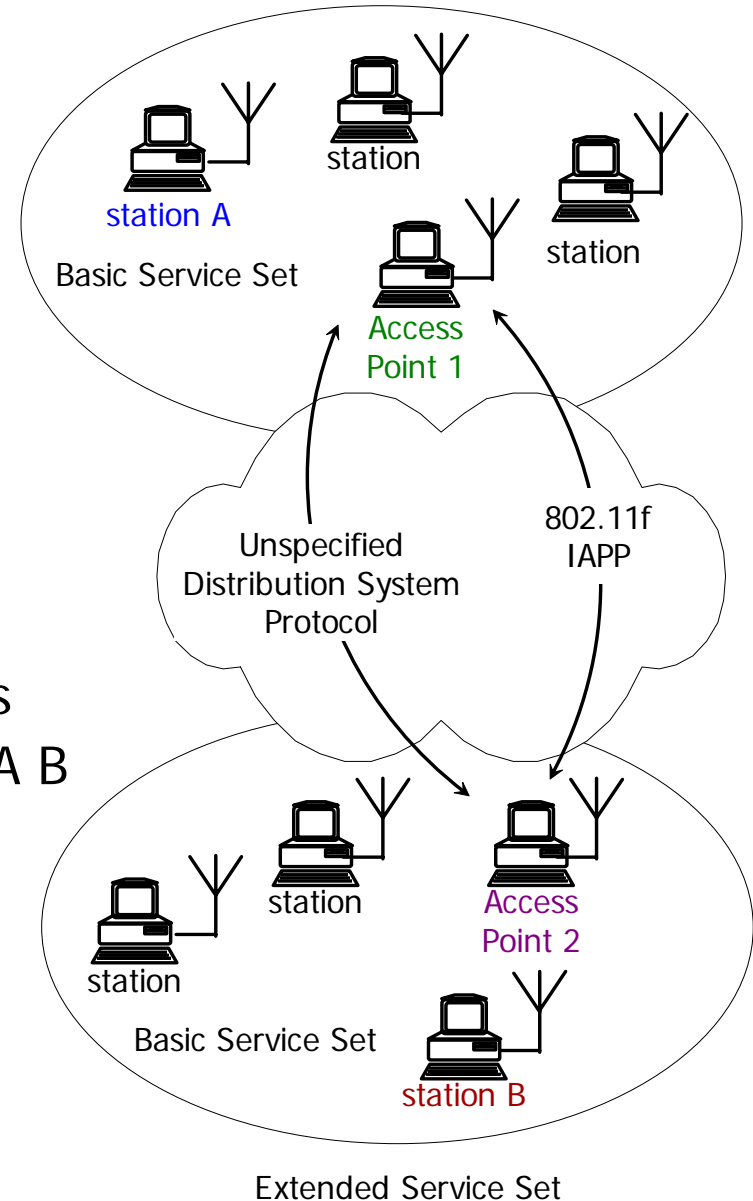 station
station A
station
Basic Service Set
Access
Point 1
802.11f
IAPP
Unspecified
Distribution System
Protocol
s
A B
station
Access
Point 2
station
Basic Service Set
station B
Extended Service Set